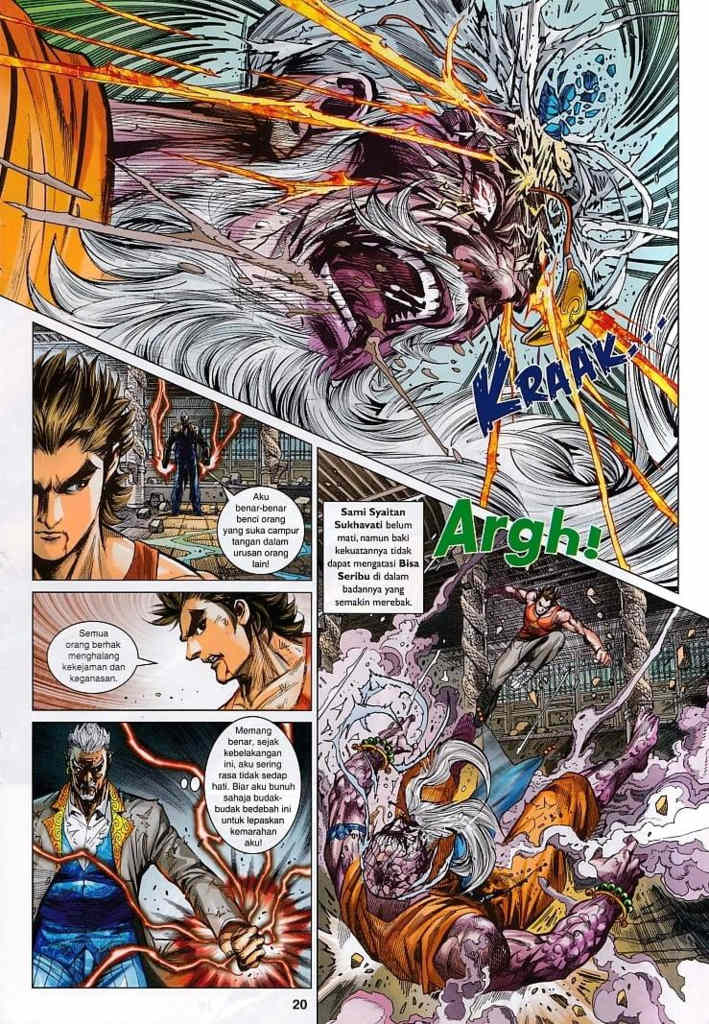 KRAAK...
Aku
benar-benar
benci orang
yang suka campur
tangan dalam
urusan orang
lain!
Sami Syaitan
Sukhavati belum
mati, namun baki
kekuatannya tidak
dapat mengatasi Bisa
Seribu di dalam
badannya yang
semakin merebak.
Argh!
Semua
orang berhak
menghalang
kekejaman dan
keganasan.
Memang
benar, sejak
kebelakangan
ini, aku sering
rasa tidak sedap
hati. Biar aku bunuh
sahaja budak-
budak bedebah ini
untuk lepaskan
kemarahan
aku!
20